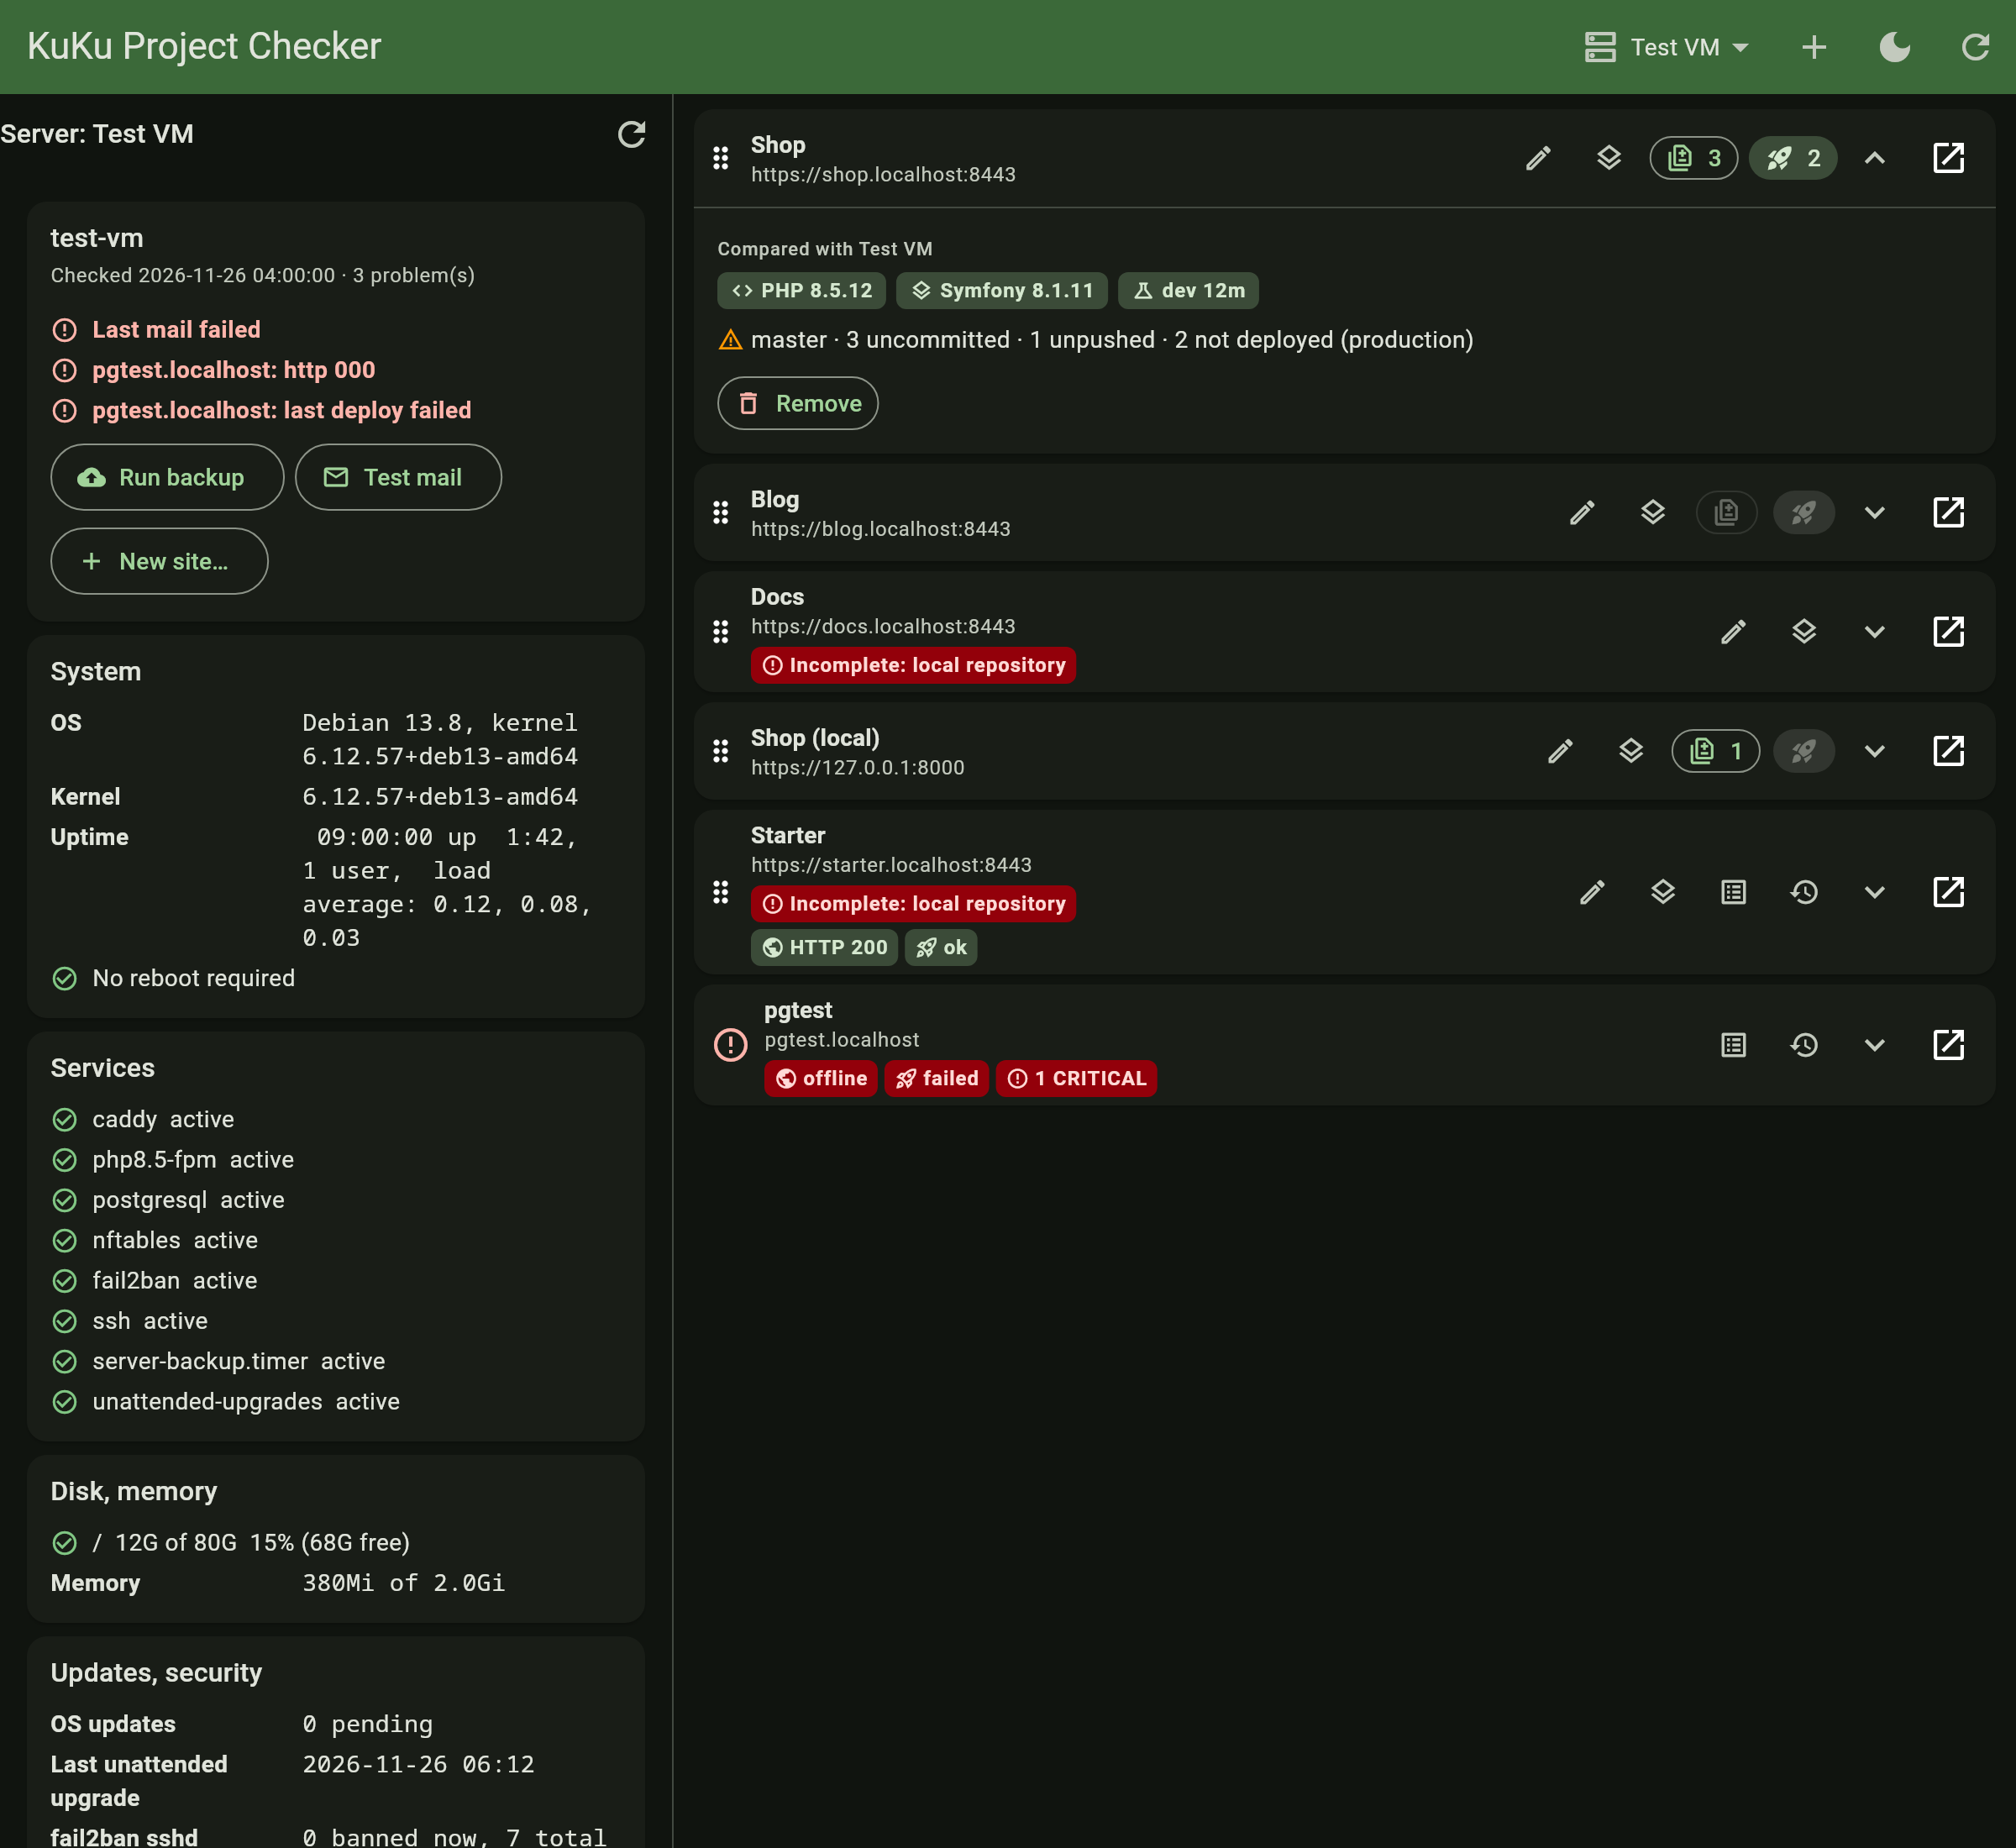 KuKu Project Checker
Test VM
Server: Test VM
test-vm
Checked 2026-11-26 04:00:00 · 3 problem(s)
Last mail failed
pgtest.localhost: http 000
pgtest.localhost: last deploy failed
Run backup
Test mail
New site…
System
OS
Debian 13.8, kernel
6.12.57+deb13-amd64
Kernel
6.12.57+deb13-amd64
Uptime
09:00:00 up  1:42,
1 user,  load
average: 0.12, 0.08,
0.03
No reboot required
Services
caddy active
php8.5-fpm active
postgresql active
nftables active
fail2ban active
ssh active
server-backup.timer active
unattended-upgrades active
Disk, memory
/ 12G of 80G 15% (68G free)
Memory
380Mi of 2.0Gi
Updates, security
OS updates
0 pending
Last unattended
upgrade
2026-11-26 06:12
fail2ban sshd
0 banned now, 7 total
Shop
https://shop.localhost:8443
3
2
Compared with Test VM
PHP 8.5.12
Symfony 8.1.11
dev 12m
master · 3 uncommitted · 1 unpushed · 2 not deployed (production)
Remove
Blog
https://blog.localhost:8443
Docs
https://docs.localhost:8443
Incomplete: local repository
Shop (local)
https://127.0.0.1:8000
1
Starter
https://starter.localhost:8443
Incomplete: local repository
HTTP 200
ok
pgtest
pgtest.localhost
offline
failed
1 CRITICAL